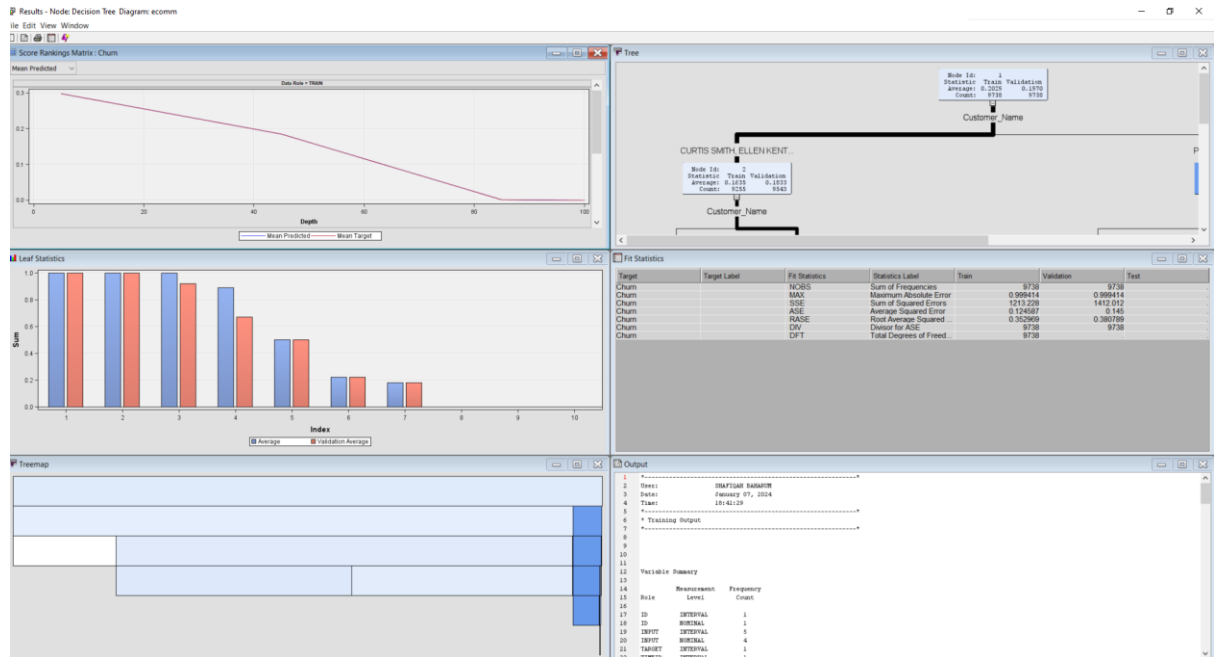 Results - Node: Decision Tree Diagram: ecomm
ile Edit View Window
Score Rankings Matrix : Churn
Mean Predicted
Data Role = TRAIN
0.3
0.2
0.1
0.0
0 20 40 60 80 100
Depth
Mean Predicted Mean Target
Tree
Node Id: 1
Statistic Train Validation
Average: 0.2029 0.1970
Count: 9738 9738
Customer_Name
CURTIS SMITH, ELLEN KENT...
P
Node Id: 2
Statistic Train Validation
Average: 0.1635 0.1833
Count: 9255 9543
Customer_Name
Leaf Statistics
Sum
1.0
0.8
0.6
0.4
0.2
0.0
1 2 3 4 5 6 7 8 9 10
Index
Average Validation Average
Fit Statistics
Target Target Label Fit Statistics Statistics Label Train Validation Test
Churn NOBS Sum of Frequencies 9738 9738 .
Churn MAX Maximum Absolute Error 0.999414 0.999414 .
Churn SSE Sum of Squared Errors 1213.228 1412.012 .
Churn ASE Average Squared Error 0.124587 0.145 .
Churn RASE Root Average Squared ... 0.352969 0.380789 .
Churn DIV Divisor for ASE 9738 9738 .
Churn DFT Total Degrees of Freed... 9738 . .
Treemap
Output
1 *------------------------------------------------------------*
2 User: SHAFIQAH
3 Date: January 07, 2024
4 Time: 18:41:29
5 *------------------------------------------------------------*
6 * Training Output
7 *------------------------------------------------------------*
8
9
10
11
12 Variable Summary
13
14 Measurement Frequency
15 Role Level Count
16
17 ID INTERVAL 1
18 ID NOMINAL 1
19 INPUT INTERVAL 5
20 INPUT NOMINAL 4
21 TARGET INTERVAL 1